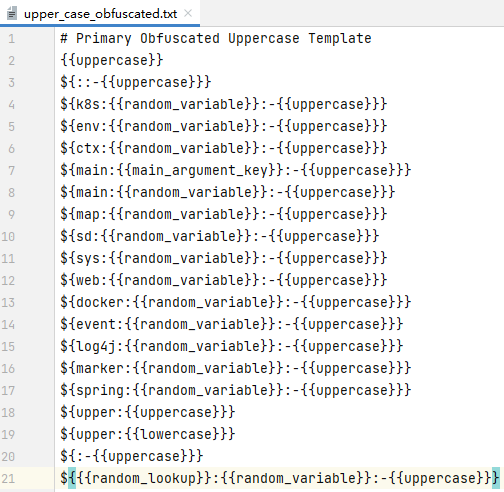 upper_case_obfuscated.txt
1 # Primary Obfuscated Uppercase Template
2 {{uppercase}}
3 ${::-{{uppercase}}}
4 ${k8s:{{random_variable}}:-{{uppercase}}}
5 ${env:{{random_variable}}:-{{uppercase}}}
6 ${ctx:{{random_variable}}:-{{uppercase}}}
7 ${main:{{main_argument_key}}:-{{uppercase}}}
8 ${main:{{random_variable}}:-{{uppercase}}}
9 ${map:{{random_variable}}:-{{uppercase}}}
10 ${sd:{{random_variable}}:-{{uppercase}}}
11 ${sys:{{random_variable}}:-{{uppercase}}}
12 ${web:{{random_variable}}:-{{uppercase}}}
13 ${docker:{{random_variable}}:-{{uppercase}}}
14 ${event:{{random_variable}}:-{{uppercase}}}
15 ${log4j:{{random_variable}}:-{{uppercase}}}
16 ${marker:{{random_variable}}:-{{uppercase}}}
17 ${spring:{{random_variable}}:-{{uppercase}}}
18 ${upper:{{uppercase}}}
19 ${upper:{{lowercase}}}
20 ${:-{{uppercase}}}
21 ${{{random_lookup}}:{{random_variable}}:-{{uppercase}}}